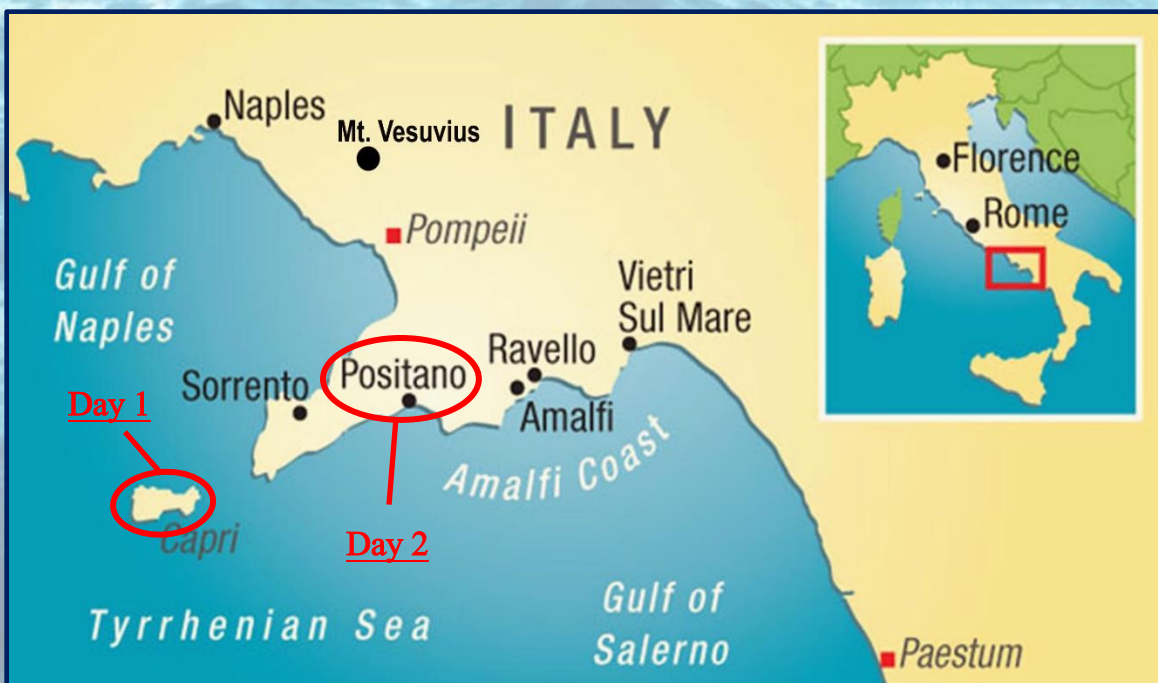 Naples
Mt. Vesuvius
ITALY
Pompeii
Gulf of
Naples
Vietri
Sul Mare
Ravello
Positano
Sorrento
Amalfi
Day 1
Amalfi Coast
Capri
Day 2
Tyrrhenian Sea
Gulf of
Salerno
Paestum
Florence
Rome